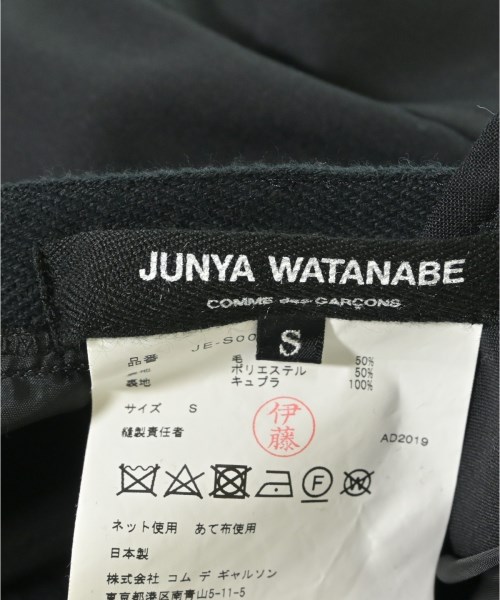 JUNYA WATANABE
COMME des GARÇONS
S
品番 JE-S00
毛 50%
ポリエステル 50%
裏地 キュプラ 100%
サイズ S
縫製責任者 伊藤
AD2019
F
W
ネット使用 あて布使用
日本製
株式会社 コム デ ギャルソン
東京都港区南青山5-11-5